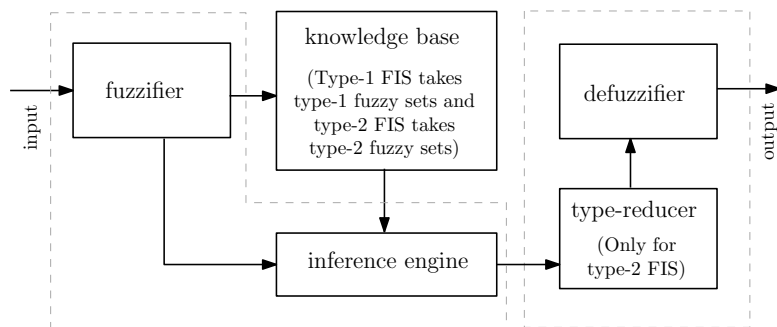 input
fuzzifier
knowledge base
(Type-1 FIS takes
type-1 fuzzy sets and
type-2 FIS takes
type-2 fuzzy sets)
inference engine
defuzzifier
type-reducer
(Only for
type-2 FIS)
output